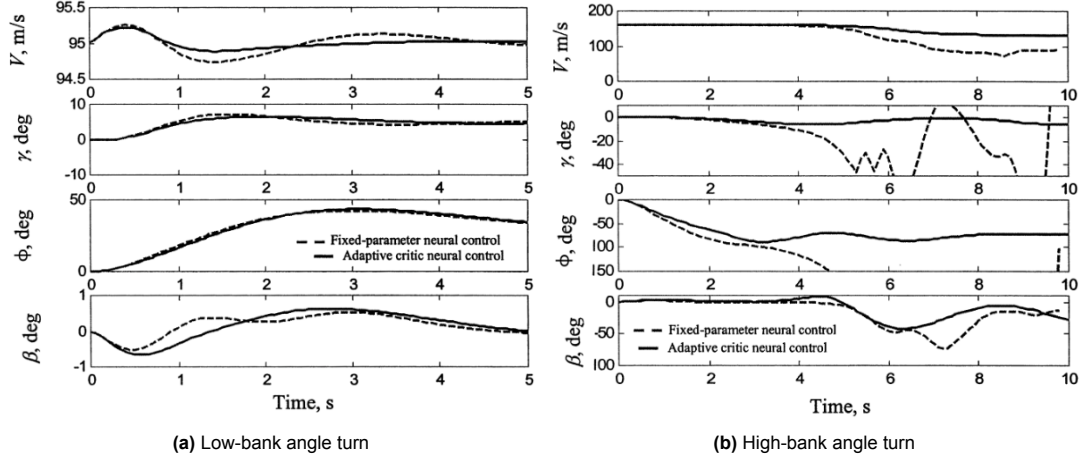 95.5
95
94.5
V, m/s
0 1 2 3 4 5
10
0
-10
γ, deg
0 1 2 3 4 5
50
0
ϕ, deg
Fixed-parameter neural control
Adaptive critic neural control
0 1 2 3 4 5
1
0
-1
β, deg
0 1 2 3 4 5
Time, s
(a) Low-bank angle turn
200
100
0
V, m/s
0 2 4 6 8 10
0
-20
-40
γ, deg
0 2 4 6 8 10
0
-50
100
150
ϕ, deg
0 2 4 6 8 10
0
-50
100
β, deg
Fixed-parameter neural control
Adaptive critic neural control
0 2 4 6 8 10
Time, s
(b) High-bank angle turn